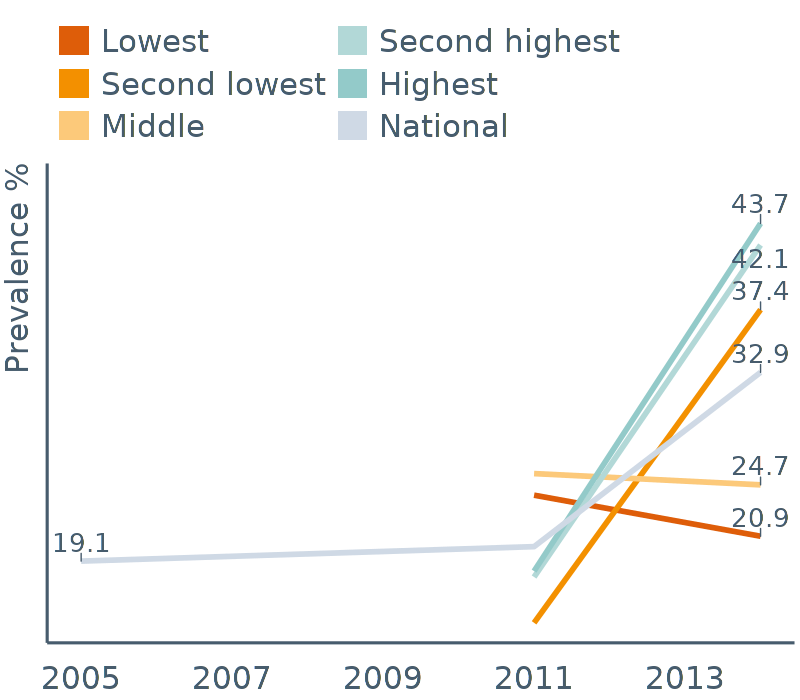 Lowest
Second highest
Second lowest
Highest
Middle
National
Prevalence %
43.7
42.1
37.4
32.9
24.7
20.9
19.1
2005
2007
2009
2011
2013